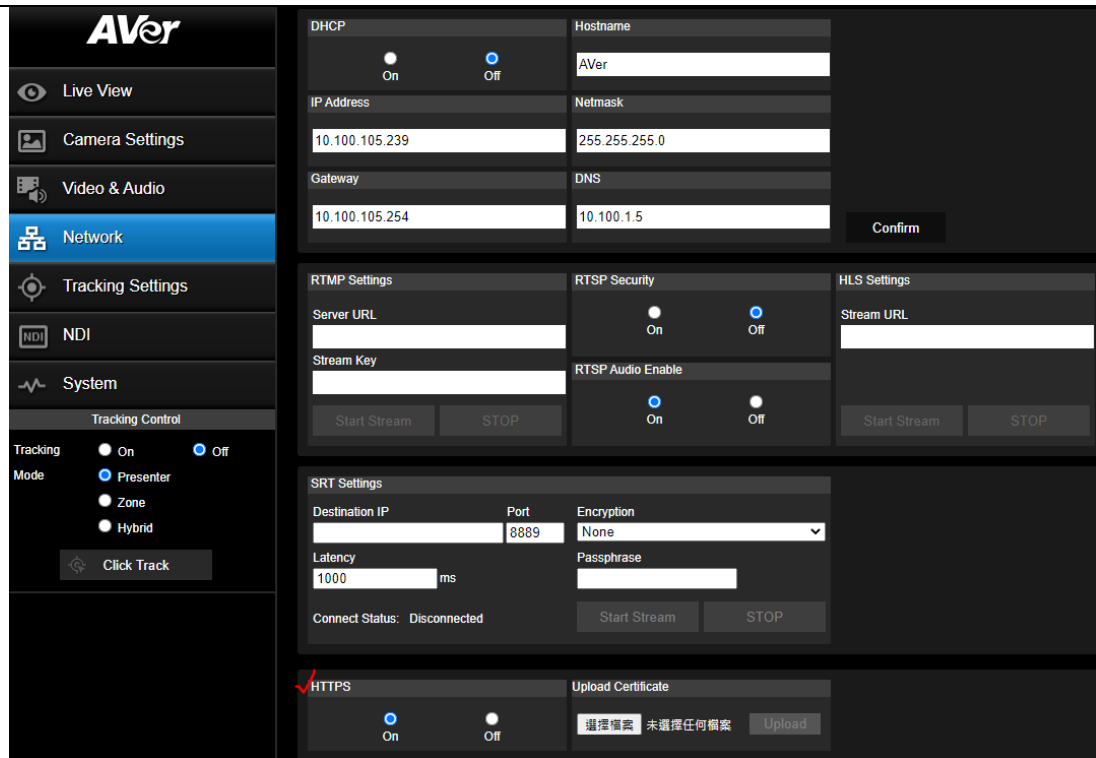 AVer
Live View
Camera Settings
Video & Audio
Network
Tracking Settings
NDI
NDI
System
Tracking Control
Tracking On Off
Mode Presenter
Zone
Hybrid
Click Track
DHCP Hostname
On Off AVer
IP Address Netmask
10.100.105.239 255.255.255.0
Gateway DNS
10.100.105.254 10.100.1.5
Confirm
RTMP Settings RTSP Security HLS Settings
Server URL On Off Stream URL
Stream Key
RTSP Audio Enable
Start Stream STOP On Off Start Stream STOP
SRT Settings
Destination IP Port Encryption
8889 None
Latency Passphrase
1000 ms
Connect Status: Disconnected Start Stream STOP
HTTPS Upload Certificate
On Off 選擇檔案 未選擇任何檔案 Upload